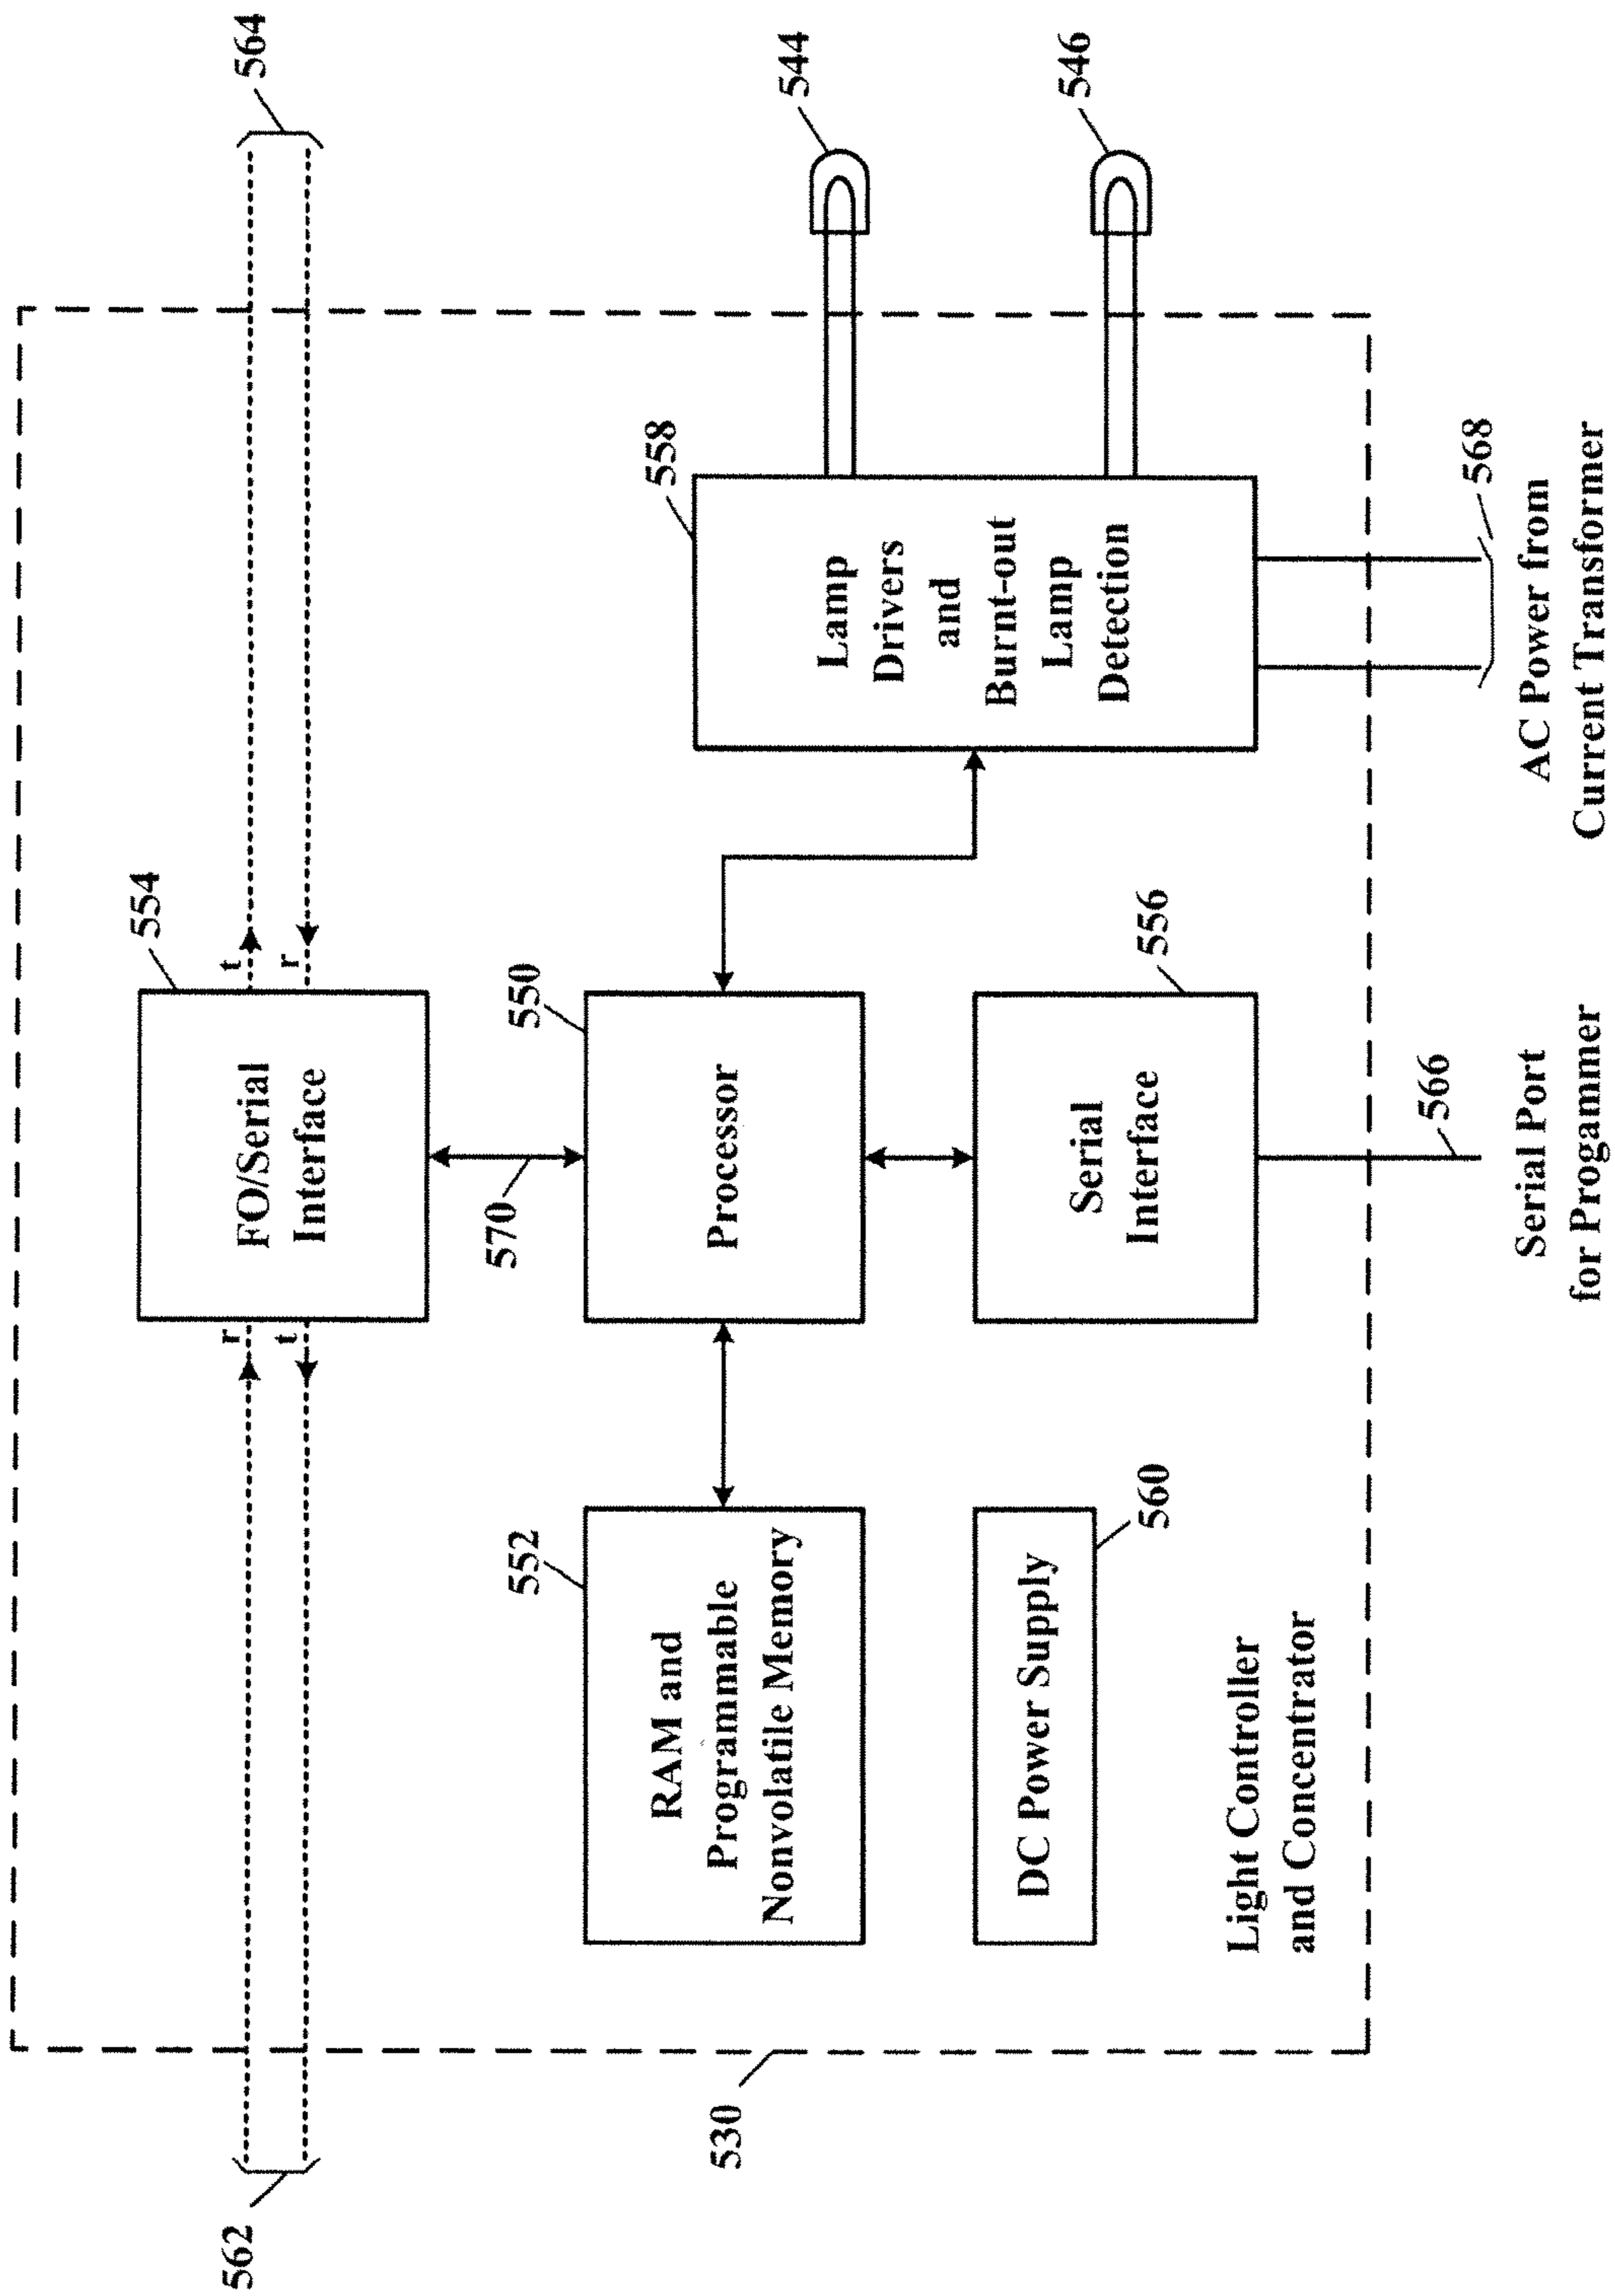 562
564
r
t
t
r
554
FO/Serial
Interface
570
552
RAM and
Programmable
Nonvolatile Memory
550
Processor
558
Lamp
Drivers
and
Burnt-out
Lamp
Detection
544
546
DC Power Supply
560
Serial
Interface
556
530
Light Controller
and Concentrator
566
Serial Port
for Progammer
568
AC Power from
Current Transformer